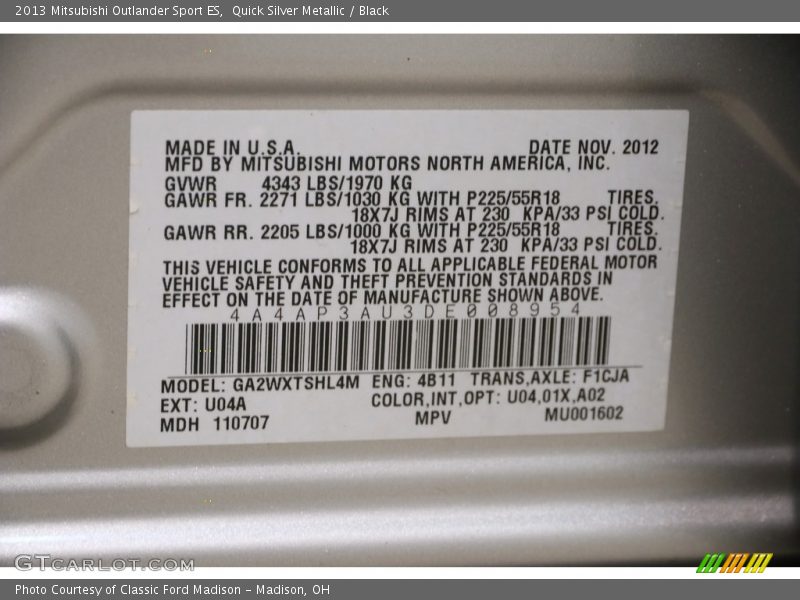 2013 Mitsubishi Outlander Sport ES,  Quick Silver Metallic / Black
MADE IN U.S.A. DATE NOV. 2012
MFD BY MITSUBISHI MOTORS NORTH AMERICA, INC.
GVWR 4343 LBS/1970 KG
GAWR FR. 2271 LBS/1030 KG WITH P225/55R18 TIRES,
18X7J RIMS AT 230 KPA/33 PSI COLD.
GAWR RR. 2205 LBS/1000 KG WITH P225/55R18 TIRES,
18X7J RIMS AT 230 KPA/33 PSI COLD.
THIS VEHICLE CONFORMS TO ALL APPLICABLE FEDERAL MOTOR
VEHICLE SAFETY AND THEFT PREVENTION STANDARDS IN
EFFECT ON THE DATE OF MANUFACTURE SHOWN ABOVE.
4A4AP3AU3DE008954
MODEL: GA2WXTSHL4M ENG: 4B11 TRANS,AXLE: F1CJA
EXT: U04A COLOR,INT,OPT: U04,01X,A02
MDH 110707 MPV MU001602
GTCARLOT.COM
Photo Courtesy of Classic Ford Madison - Madison, OH